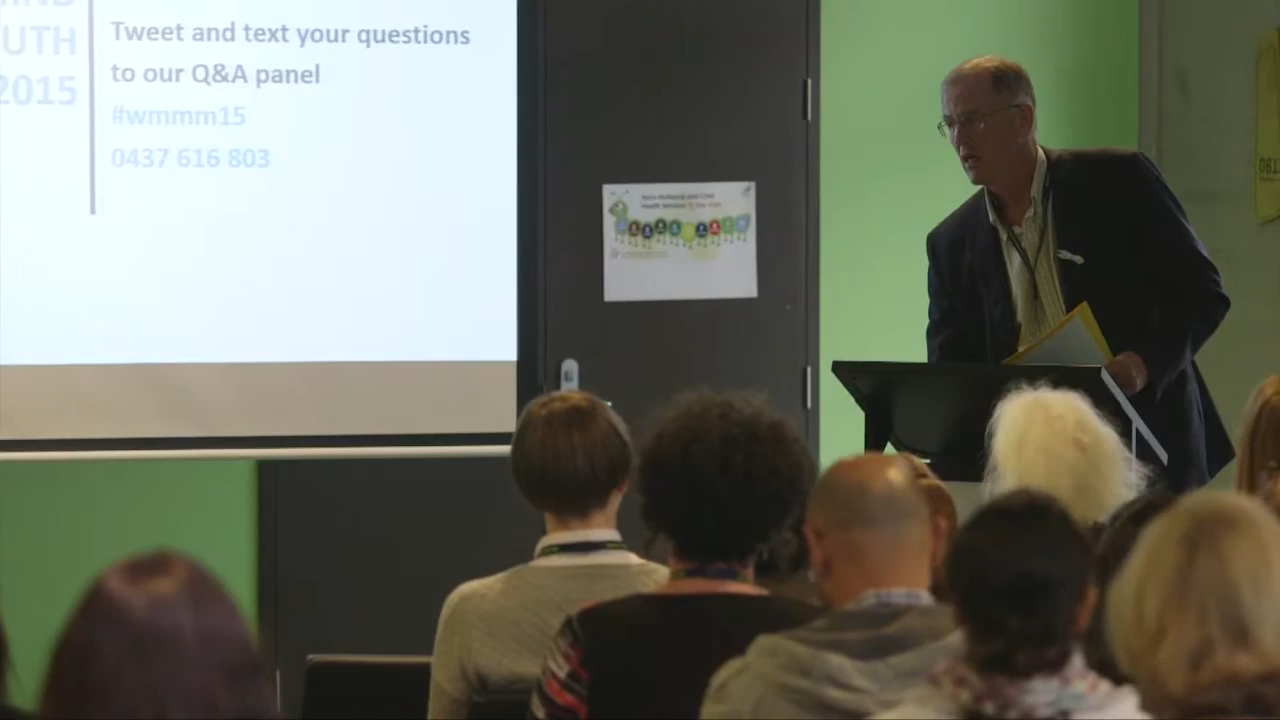 UTH
2015
Tweet and text your questions
to our Q&A panel
#wmmm15
0437 616 803